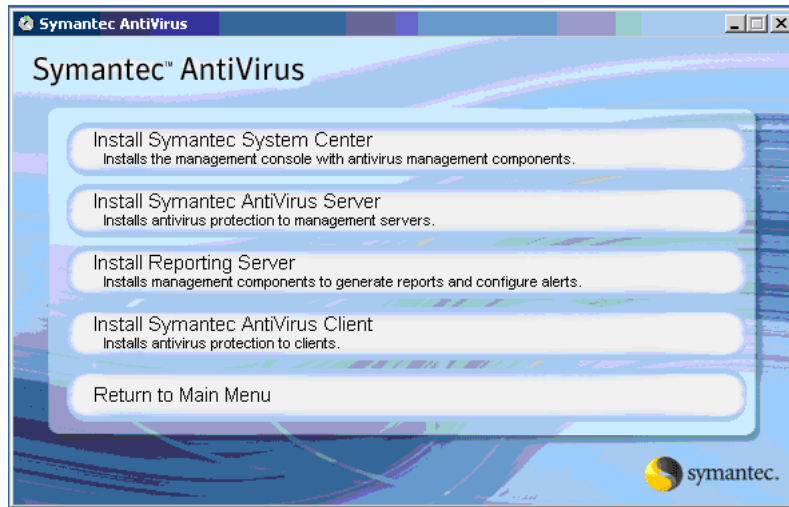 Symantec AntiVirus
Symantec™ AntiVirus
Install Symantec System Center
Installs the management console with antivirus management components.
Install Symantec AntiVirus Server
Installs antivirus protection to management servers.
Install Reporting Server
Installs management components to generate reports and configure alerts.
Install Symantec AntiVirus Client
Installs antivirus protection to clients.
Return to Main Menu
symantec.